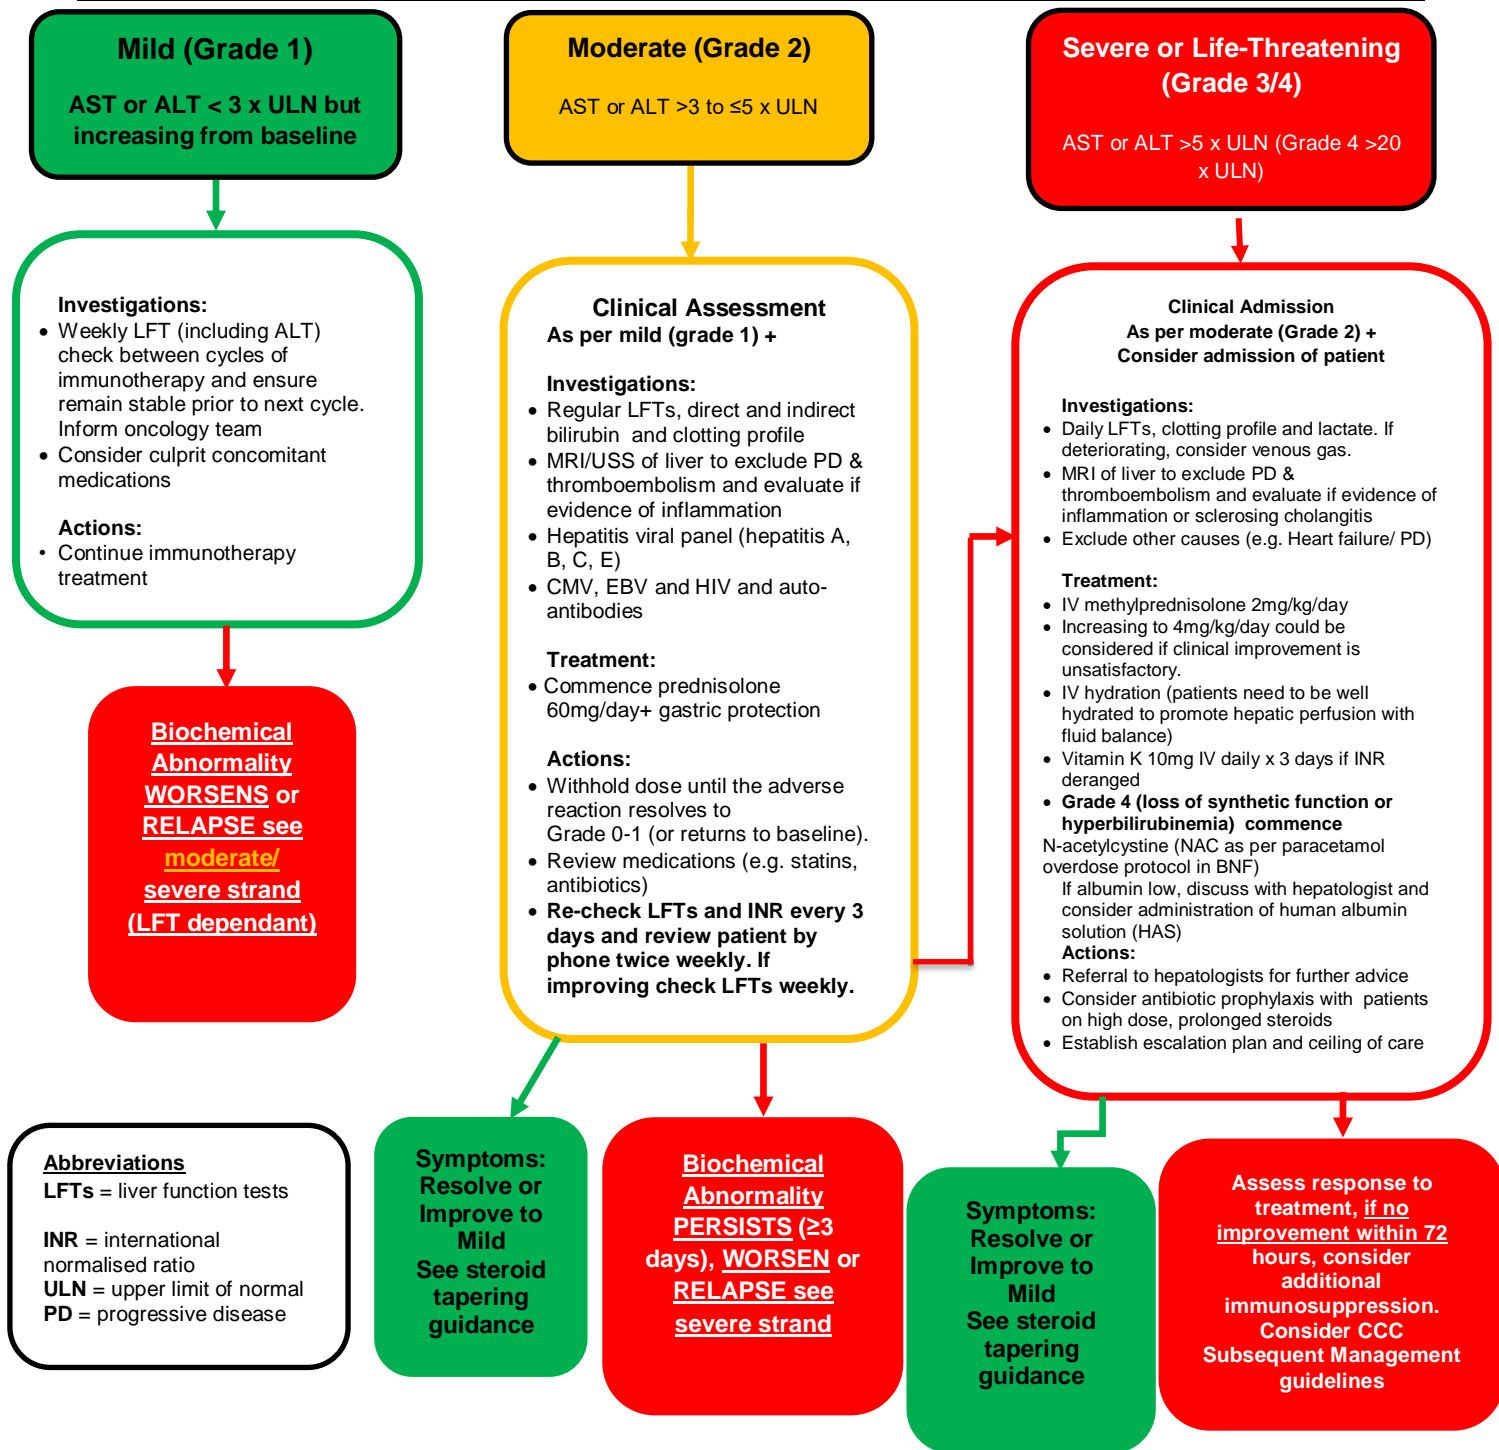 Mild (Grade 1)
AST or ALT < 3 x ULN but
increasing from baseline
Investigations:
• Weekly LFT (including ALT)
check between cycles of
immunotherapy and ensure
remain stable prior to next cycle.
Inform oncology team
• Consider culprit concomitant
medications
Actions:
• Continue immunotherapy
treatment
Biochemical
Abnormality
WORSENS or
RELAPSE see
moderate/
severe strand
(LFT dependant)
Abbreviations
LFTs = liver function tests
INR = international
normalised ratio
ULN = upper limit of normal
PD = progressive disease
Moderate (Grade 2)
AST or ALT >3 to ≤5 x ULN
Clinical Assessment
As per mild (grade 1) +
Investigations:
• Regular LFTs, direct and indirect
bilirubin and clotting profile
• MRI/USS of liver to exclude PD &
thromboembolism and evaluate if
evidence of inflammation
• Hepatitis viral panel (hepatitis A,
B, C, E)
• CMV, EBV and HIV and auto-
antibodies
Treatment:
• Commence prednisolone
60mg/day+ gastric protection
Actions:
• Withhold dose until the adverse
reaction resolves to
Grade 0-1 (or returns to baseline).
• Review medications (e.g. statins,
antibiotics)
• Re-check LFTs and INR every 3
days and review patient by
phone twice weekly. If
improving check LFTs weekly.
Symptoms:
Resolve or
Improve to
Mild
See steroid
tapering
guidance
Biochemical
Abnormality
PERSISTS (≥3
days), WORSEN or
RELAPSE see
severe strand
Severe or Life-Threatening
(Grade 3/4)
AST or ALT >5 x ULN (Grade 4 >20
x ULN)
Clinical Admission
As per moderate (Grade 2) +
Consider admission of patient
Investigations:
• Daily LFTs, clotting profile and lactate. If
deteriorating, consider venous gas.
• MRI of liver to exclude PD &
thromboembolism and evaluate if evidence of
inflammation or sclerosing cholangitis
• Exclude other causes (e.g. Heart failure/ PD)
Treatment:
• IV methylprednisolone 2mg/kg/day
• Increasing to 4mg/kg/day could be
considered if clinical improvement is
unsatisfactory.
• IV hydration (patients need to be well
hydrated to promote hepatic perfusion with
fluid balance)
• Vitamin K 10mg IV daily x 3 days if INR
deranged
• Grade 4 (loss of synthetic function or
hyperbilirubinemia) commence
N-acetylcystine (NAC as per paracetamol
overdose protocol in BNF)
If albumin low, discuss with hepatologist and
consider administration of human albumin
solution (HAS)
Actions:
• Referral to hepatologists for further advice
• Consider antibiotic prophylaxis with patients
on high dose, prolonged steroids
• Establish escalation plan and ceiling of care
Symptoms:
Resolve or
Improve to
Mild
See steroid
tapering
guidance
Assess response to
treatment, if no
improvement within 72
hours, consider
additional
immunosuppression.
Consider CCC
Subsequent Management
guidelines